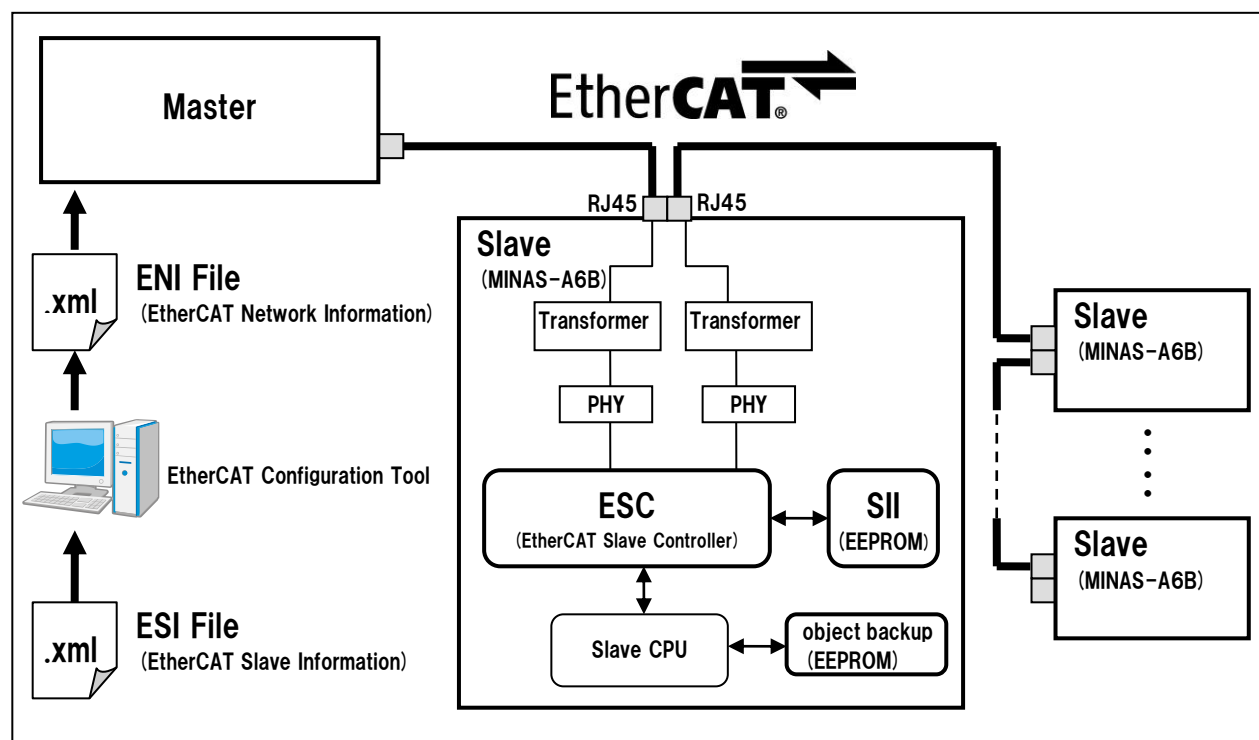 Master
EtherCAT®
RJ45
RJ45
Slave
(MINAS-A6B)
ENI File
(EtherCAT Network Information)
.xml
Transformer
Transformer
PHY
PHY
Slave
(MINAS-A6B)
EtherCAT Configuration Tool
ESC
(EtherCAT Slave Controller)
SII
(EEPROM)
Slave
(MINAS-A6B)
ESI File
(EtherCAT Slave Information)
.xml
Slave CPU
object backup
(EEPROM)